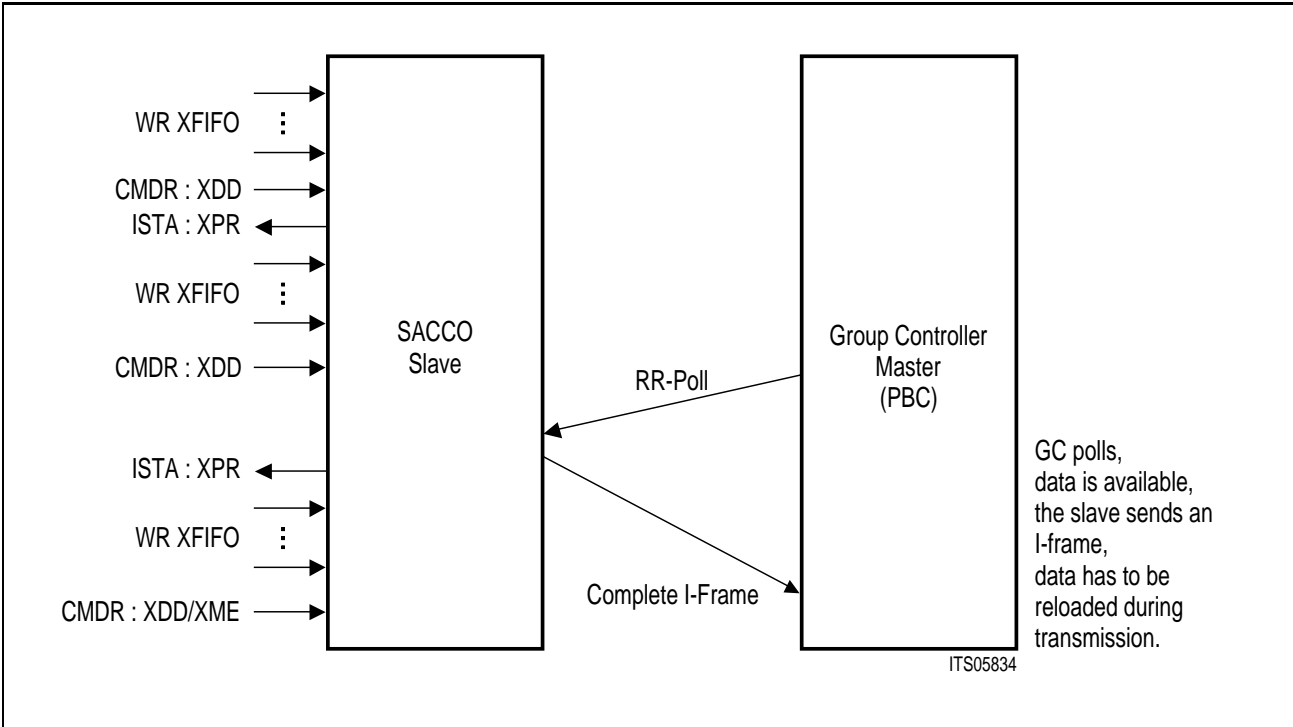 WR XFIFO
CMDR : XDD
ISTA : XPR
WR XFIFO
CMDR : XDD
ISTA : XPR
WR XFIFO
CMDR : XDD/XME
SACCO
Slave
RR-Poll
Complete I-Frame
Group Controller
Master
(PBC)
GC polls,
data is available,
the slave sends an
I-frame,
data has to be
reloaded during
transmission.
ITS05834